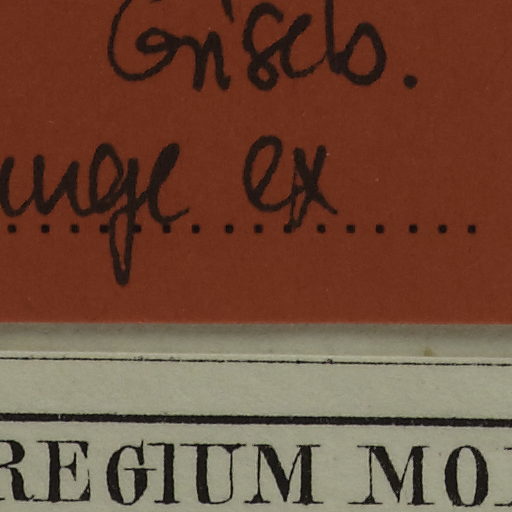 Griseb.
unge ex
REGIUM MO